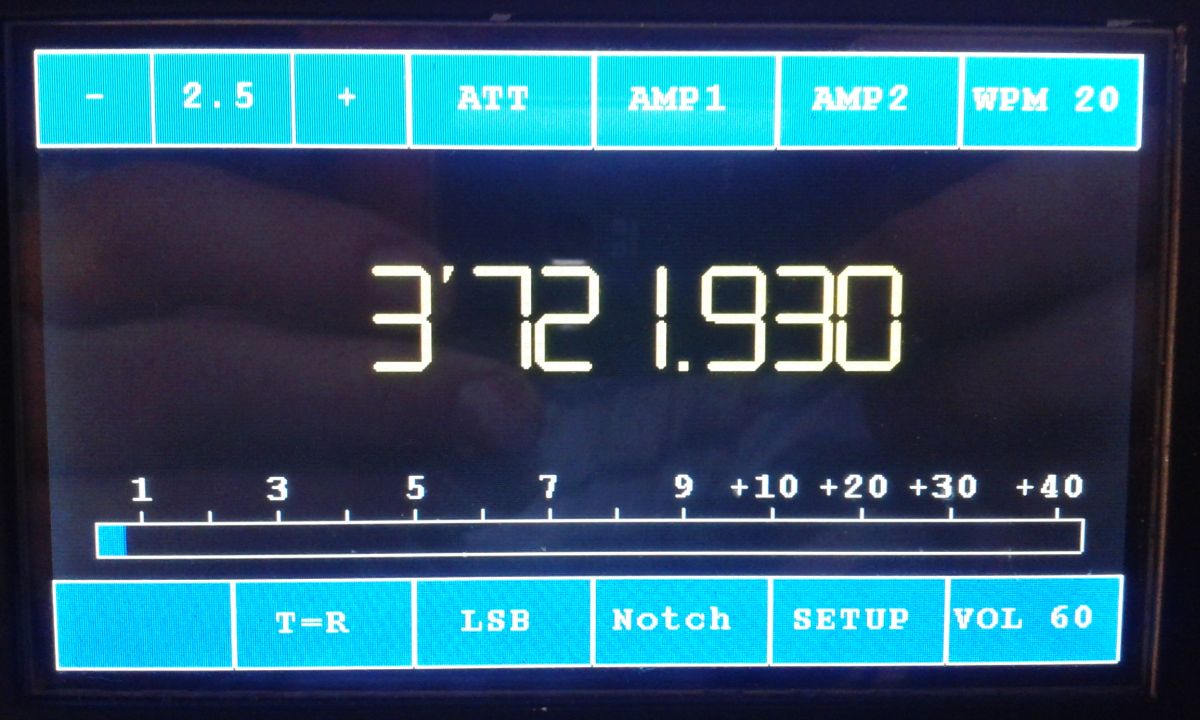 - 2.5 + ATT AMP1 AMP2 WPM 20
3'721.930
1 3 5 7 9 +10 +20 +30 +40
T=R LSB Notch SETUP VOL 60